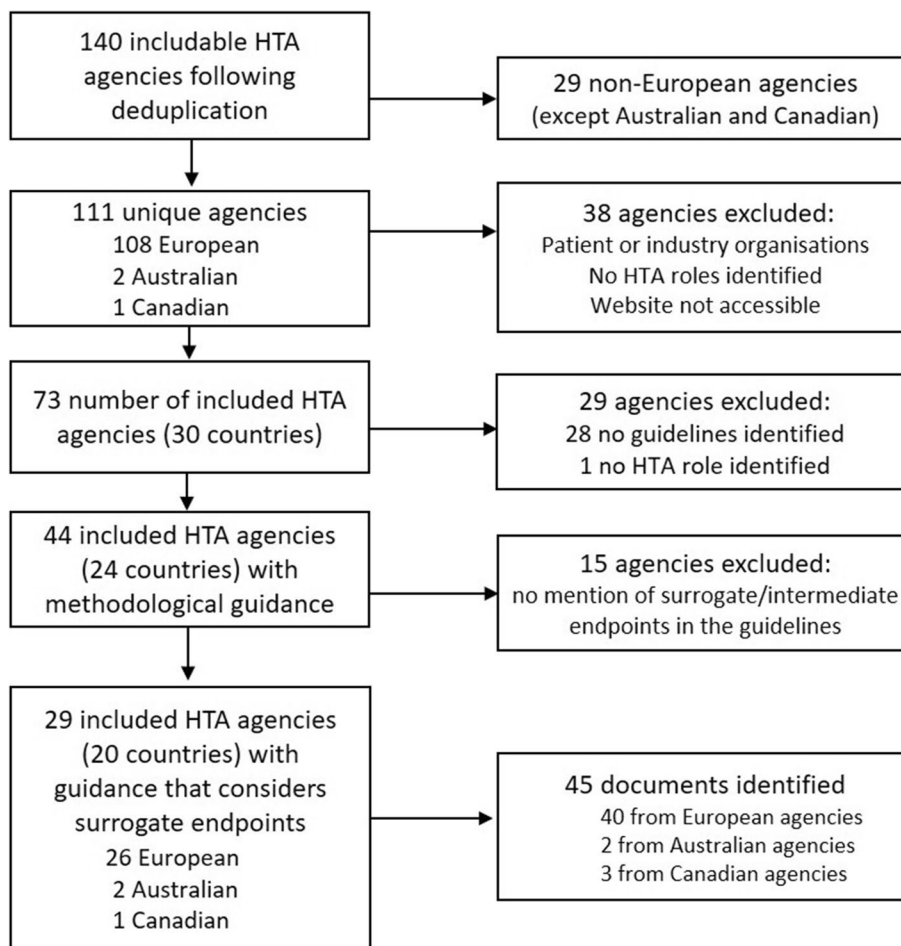 140 includable HTA
agencies following
deduplication
29 non-European agencies
(except Australian and Canadian)
111 unique agencies
108 European
2 Australian
1 Canadian
38 agencies excluded:
Patient or industry organisations
No HTA roles identified
Website not accessible
73 number of included HTA
agencies (30 countries)
29 agencies excluded:
28 no guidelines identified
1 no HTA role identified
44 included HTA agencies
(24 countries) with
methodological guidance
15 agencies excluded:
no mention of surrogate/intermediate
endpoints in the guidelines
29 included HTA agencies
(20 countries) with
guidance that considers
surrogate endpoints
26 European
2 Australian
1 Canadian
45 documents identified
40 from European agencies
2 from Australian agencies
3 from Canadian agencies